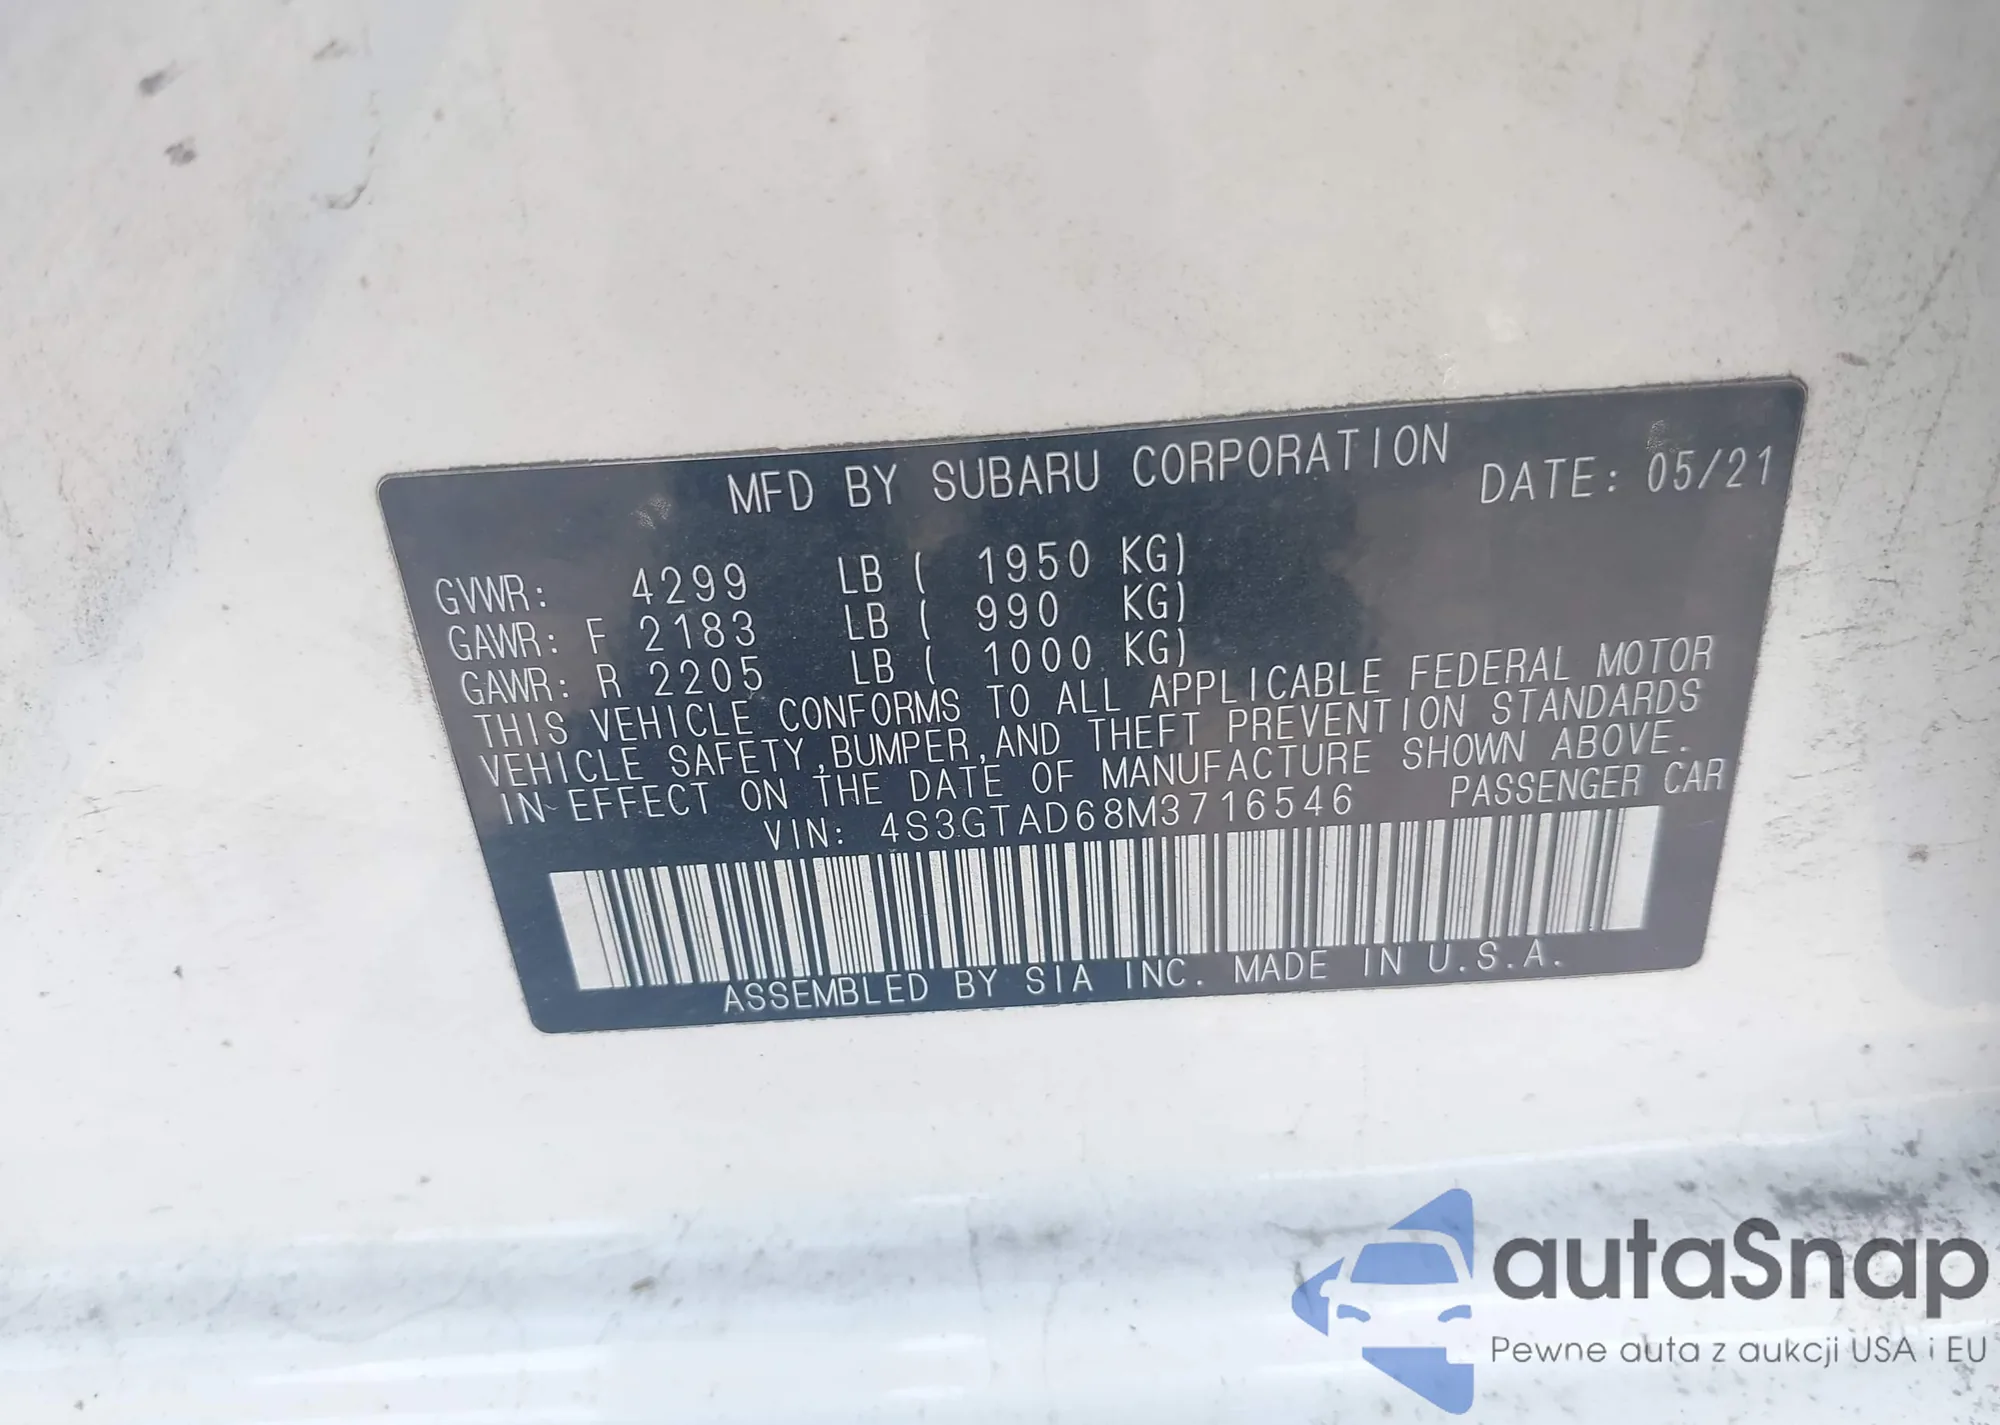 MFD BY SUBARU CORPORATION DATE: 05/21
GVWR: 4299 LB ( 1950 KG)
GAWR: F 2183 LB ( 990 KG)
GAWR: R 2205 LB ( 1000 KG)
THIS VEHICLE CONFORMS TO ALL APPLICABLE FEDERAL MOTOR
VEHICLE SAFETY,BUMPER,AND THEFT PREVENTION STANDARDS
IN EFFECT ON THE DATE OF MANUFACTURE SHOWN ABOVE.
VIN: 4S3GTAD68M3716546 PASSENGER CAR
ASSEMBLED BY SIA INC. MADE IN U.S.A.
autaSnap
Pewne auta z aukcji USA i EU